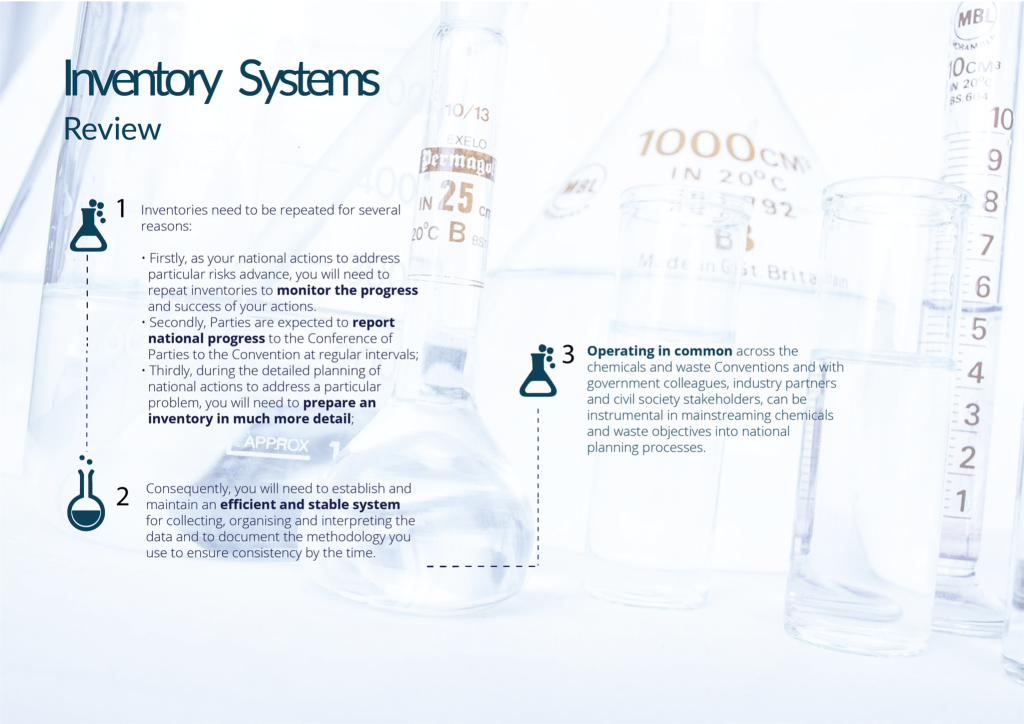 Inventory Systems
Review
1
Inventories need to be repeated for several
reasons:
• Firstly, as your national actions to address
particular risks advance, you will need to
repeat inventories to monitor the progress
and success of your actions.
• Secondly, Parties are expected to report
national progress to the Conference of
Parties to the Convention at regular intervals;
• Thirdly, during the detailed planning of
national actions to address a particular
problem, you will need to prepare an
inventory in much more detail;
2
Consequently, you will need to establish and
maintain an efficient and stable system
for collecting, organising and interpreting the
data and to document the methodology you
use to ensure consistency by the time.
3
Operating in common across the
chemicals and waste Conventions and with
government colleagues, industry partners
and civil society stakeholders, can be
instrumental in mainstreaming chemicals
and waste objectives into national
planning processes.
10/13
EXELO
IN 25
20°C B
APPROX
400
1000CM³
IN 20°C
MBL
792
B
Made in Gt. Brita
MBL
10CM³
IN 20°C
BS.604
10
9
8
7
6
5
4
3
2
1